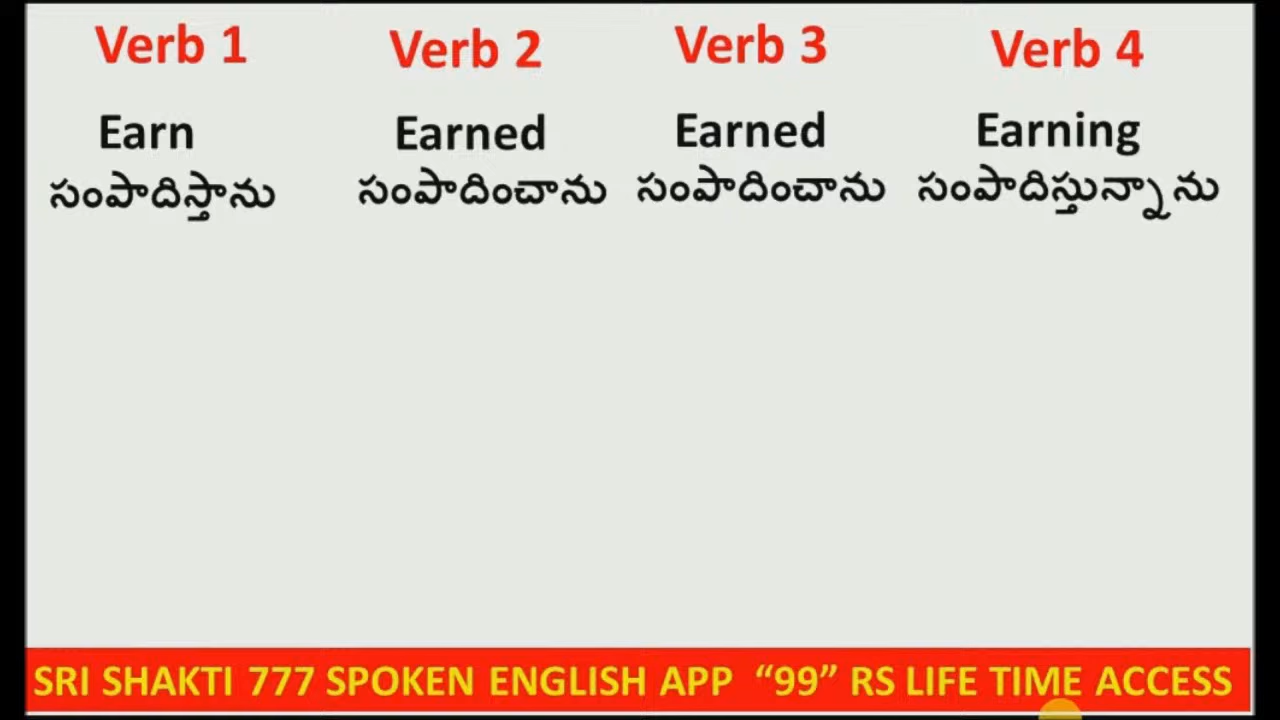 Verb 1 Verb 2 Verb 3 Verb 4
Earn Earned Earned Earning
సంపాదిస్తాను సంపాదించాను సంపాదించాను సంపాదిస్తున్నాను
SRI SHAKTI 777 SPOKEN ENGLISH APP “99” RS LIFE TIME ACCESS